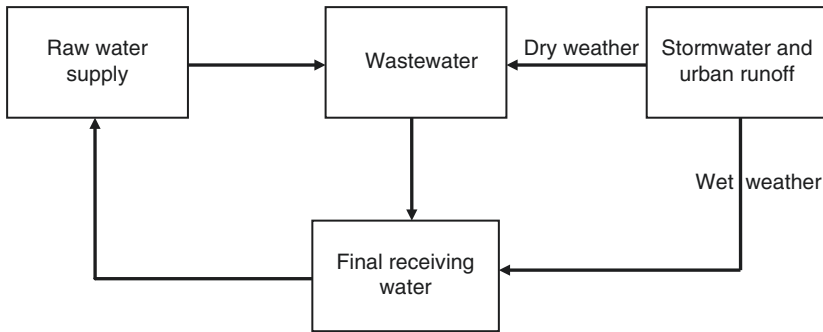 Raw water
supply
Wastewater
Dry weather
Stormwater and
urban runoff
Wet weather
Final receiving
water